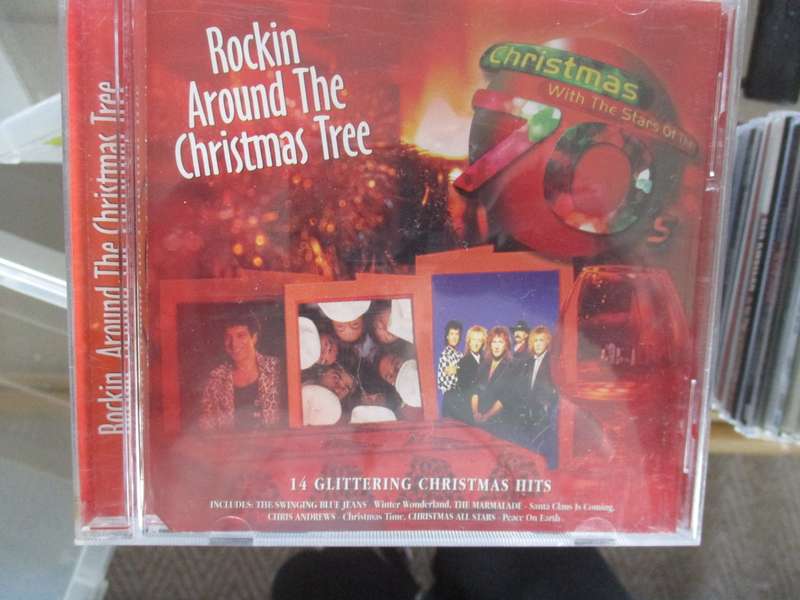 Rockin
Around The
Christmas Tree
Christmas
With The Stars Of The
70s
Rockin Around The Christmas Tree
14 GLITTERING CHRISTMAS HITS
INCLUDES: THE SWINGING BLUE JEANS - Winter Wonderland, THE MARMALADE - Santa Claus Is Coming,
CHRIS ANDREWS - Christmas Time, CHRISTMAS ALL STARS - Peace On Earth